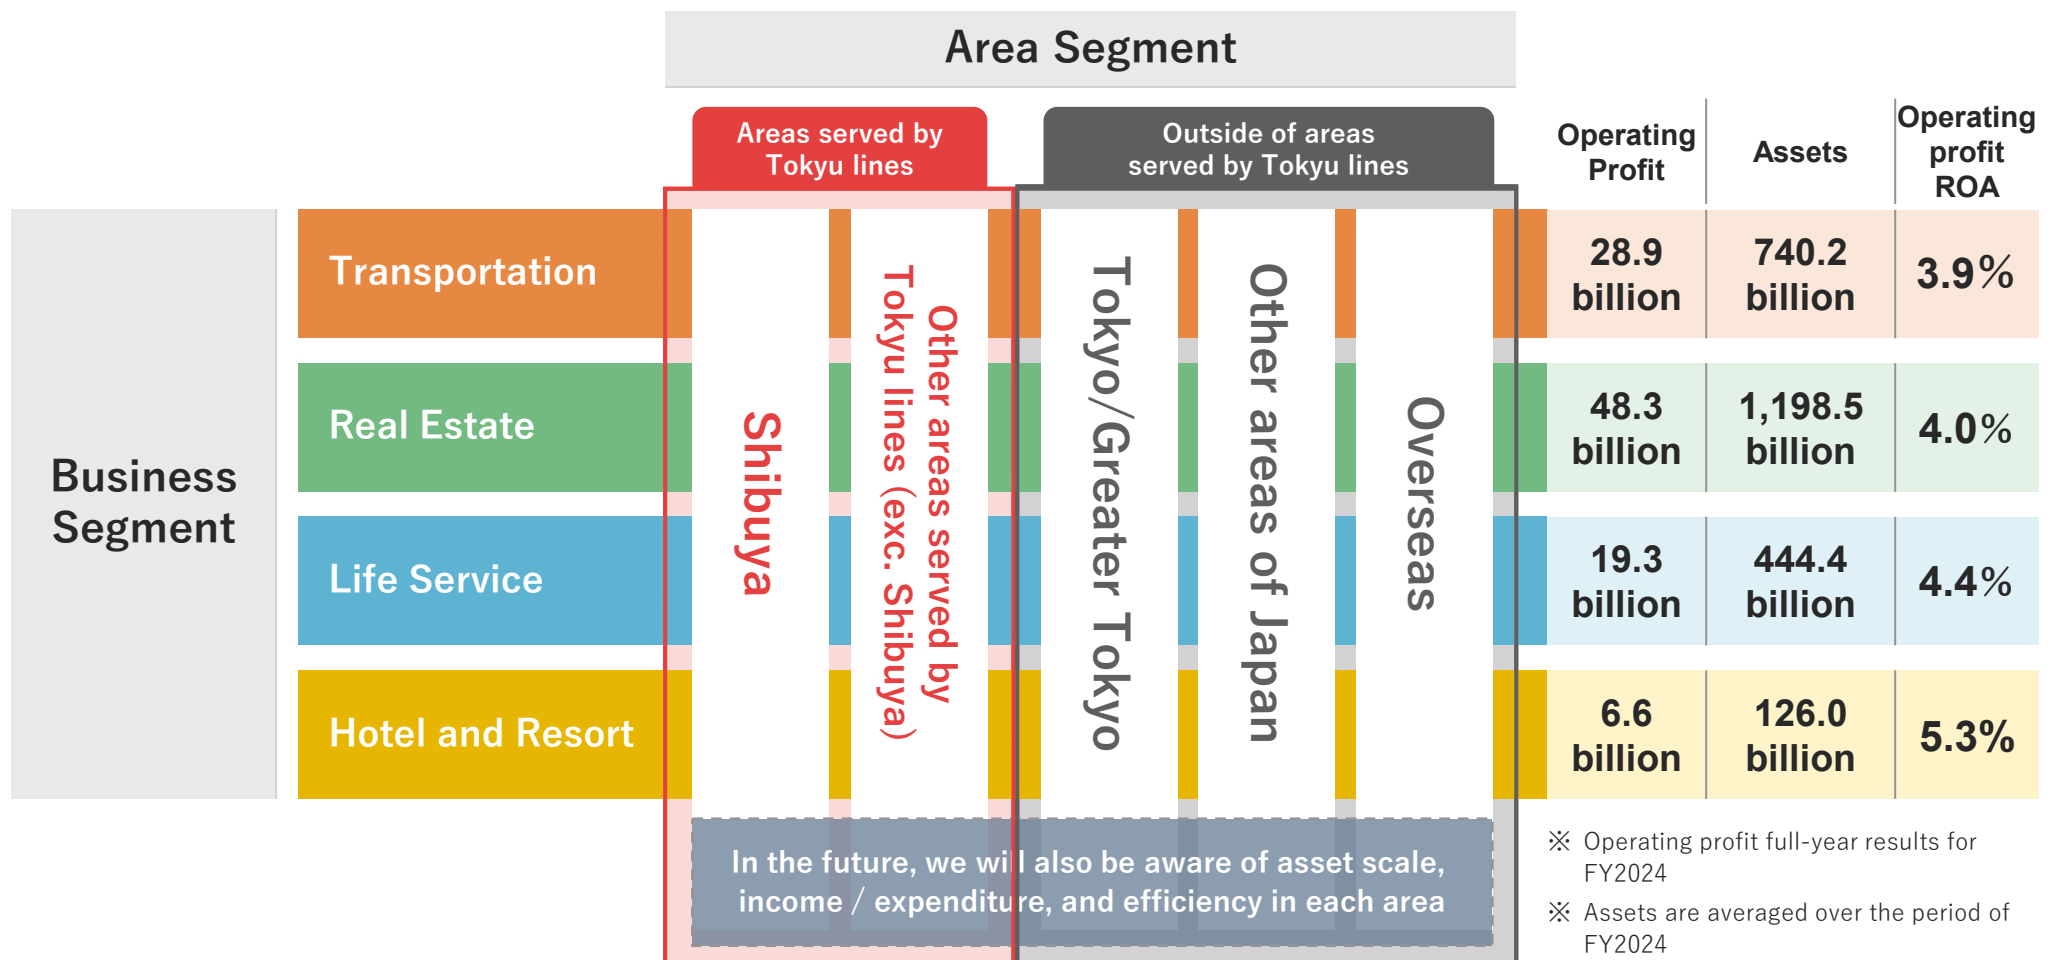 Area Segment
Areas served by
Tokyu lines
Outside of areas
served by Tokyu lines
Operating
Profit
Assets
Operating
profit
ROA
Business
Segment
Transportation
28.9
billion
740.2
billion
3.9%
Real Estate
48.3
billion
1,198.5
billion
4.0%
Life Service
19.3
billion
444.4
billion
4.4%
Hotel and Resort
6.6
billion
126.0
billion
5.3%
Shibuya
Other areas served by
Tokyu lines (exc. Shibuya)
Tokyo/Greater Tokyo
Other areas of Japan
Overseas
In the future, we will also be aware of asset scale,
income / expenditure, and efficiency in each area
※ Operating profit full-year results for
FY2024
※ Assets are averaged over the period of
FY2024